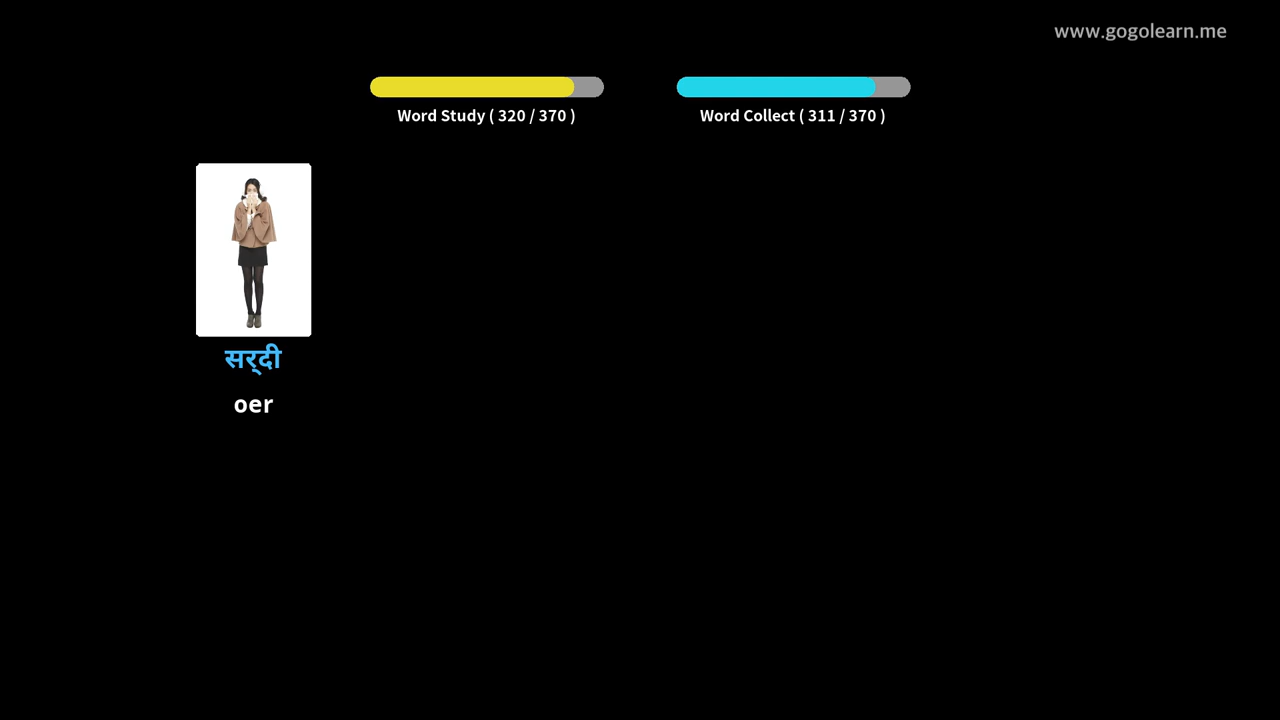 www.gogolearn.me
Word Study ( 320 / 370 )
Word Collect ( 311 / 370 )
सर्‌दी
oer